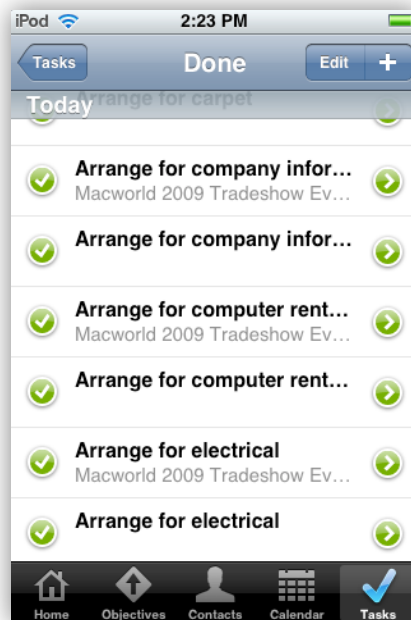 iPod 2:23 PM
Tasks Done Edit +
Today
Arrange for carpet
Arrange for company infor...
Macworld 2009 Tradeshow Ev...
Arrange for company infor...
Arrange for computer rent...
Macworld 2009 Tradeshow Ev...
Arrange for computer rent...
Arrange for electrical
Macworld 2009 Tradeshow Ev...
Arrange for electrical
Home Objectives Contacts Calendar Tasks